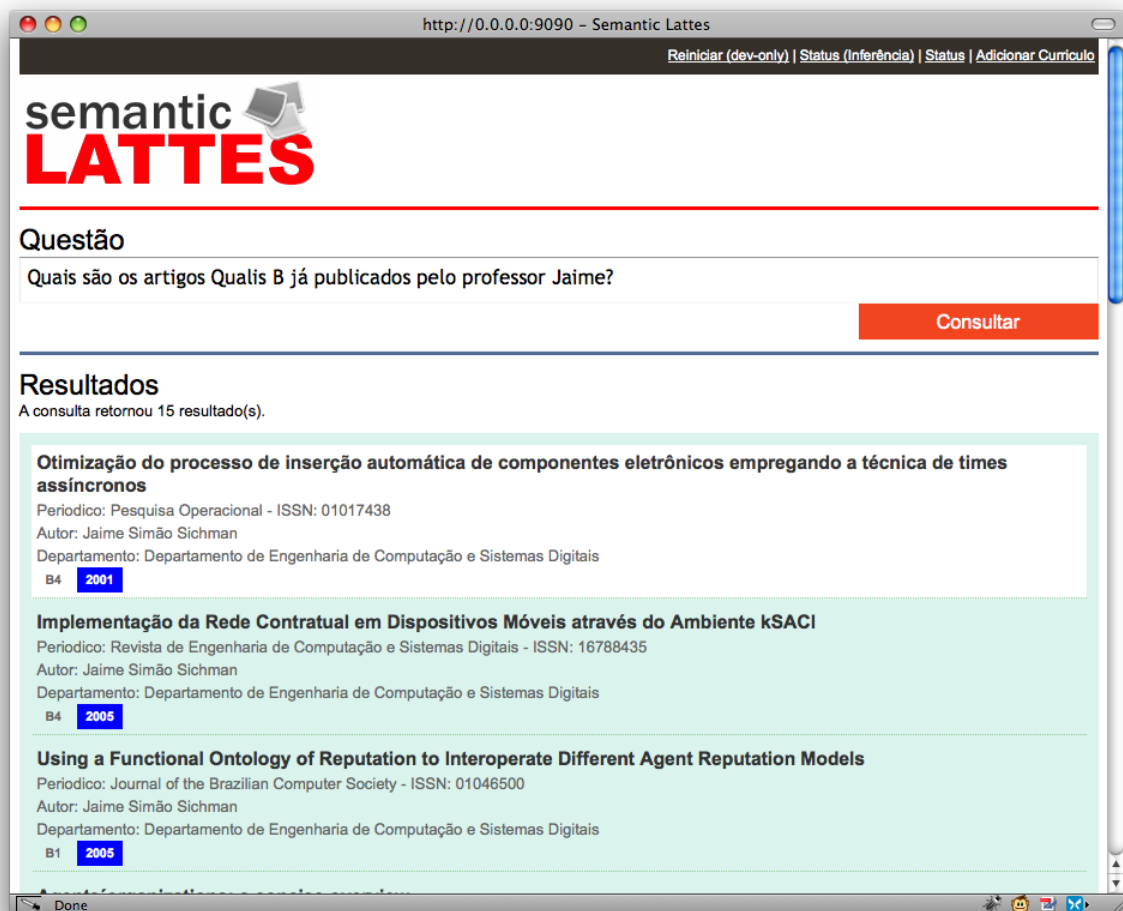 http://0.0.0.0:9090 – Semantic Lattes
Reiniciar (dev-only) | Status (Inferência) | Status | Adicionar Curriculo
semantic
LATTES
Questão
Quais são os artigos Qualis B já publicados pelo professor Jaime?
Consultar
Resultados
A consulta retornou 15 resultado(s).
Otimização do processo de inserção automática de componentes eletrônicos empregando a técnica de times
assíncronos
Periodico: Pesquisa Operacional - ISSN: 01017438
Autor: Jaime Simão Sichman
Departamento: Departamento de Engenharia de Computação e Sistemas Digitais
B4 2001
Implementação da Rede Contratual em Dispositivos Móveis através do Ambiente kSACI
Periodico: Revista de Engenharia de Computação e Sistemas Digitais - ISSN: 16788435
Autor: Jaime Simão Sichman
Departamento: Departamento de Engenharia de Computação e Sistemas Digitais
B4 2005
Using a Functional Ontology of Reputation to Interoperate Different Agent Reputation Models
Periodico: Journal of the Brazilian Computer Society - ISSN: 01046500
Autor: Jaime Simão Sichman
Departamento: Departamento de Engenharia de Computação e Sistemas Digitais
B1 2005
a concise overview
Done